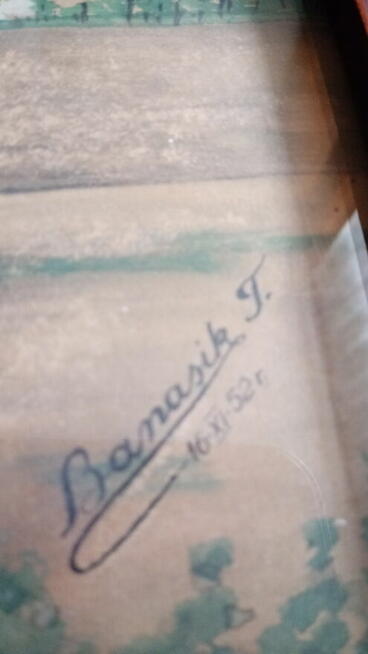 Banasik T.
16-XI-52 r.